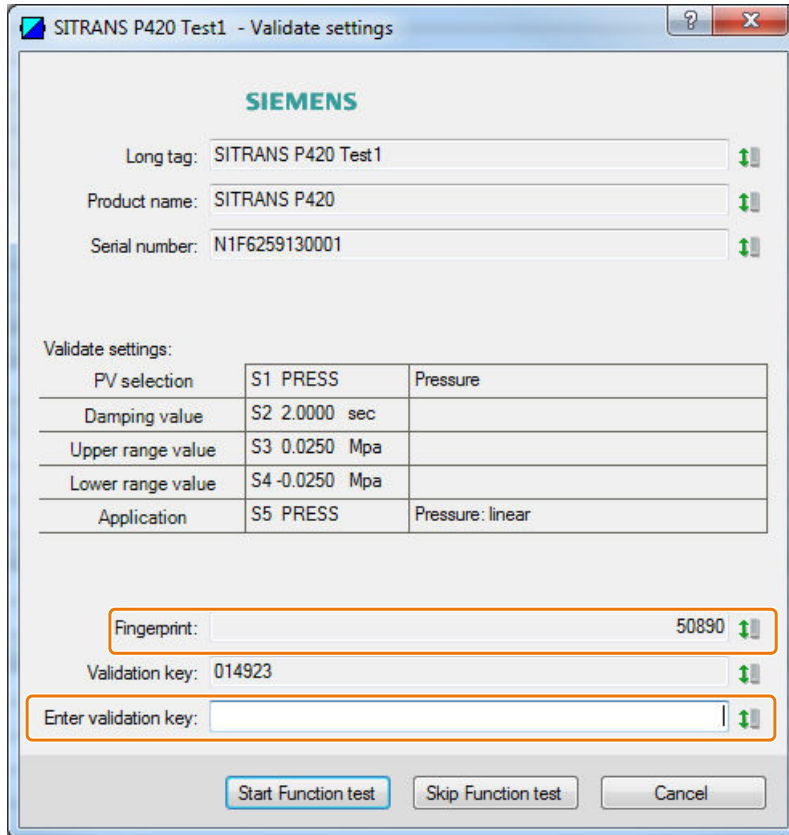 SITRANS P420 Test1 - Validate settings
SIEMENS
Long tag: SITRANS P420 Test1
Product name: SITRANS P420
Serial number: N1F6259130001
Validate settings:
PV selection S1 PRESS Pressure
Damping value S2 2.0000 sec
Upper range value S3 0.0250 Mpa
Lower range value S4 -0.0250 Mpa
Application S5 PRESS Pressure: linear
Fingerprint: 50890
Validation key: 014923
Enter validation key:
Start Function test Skip Function test Cancel